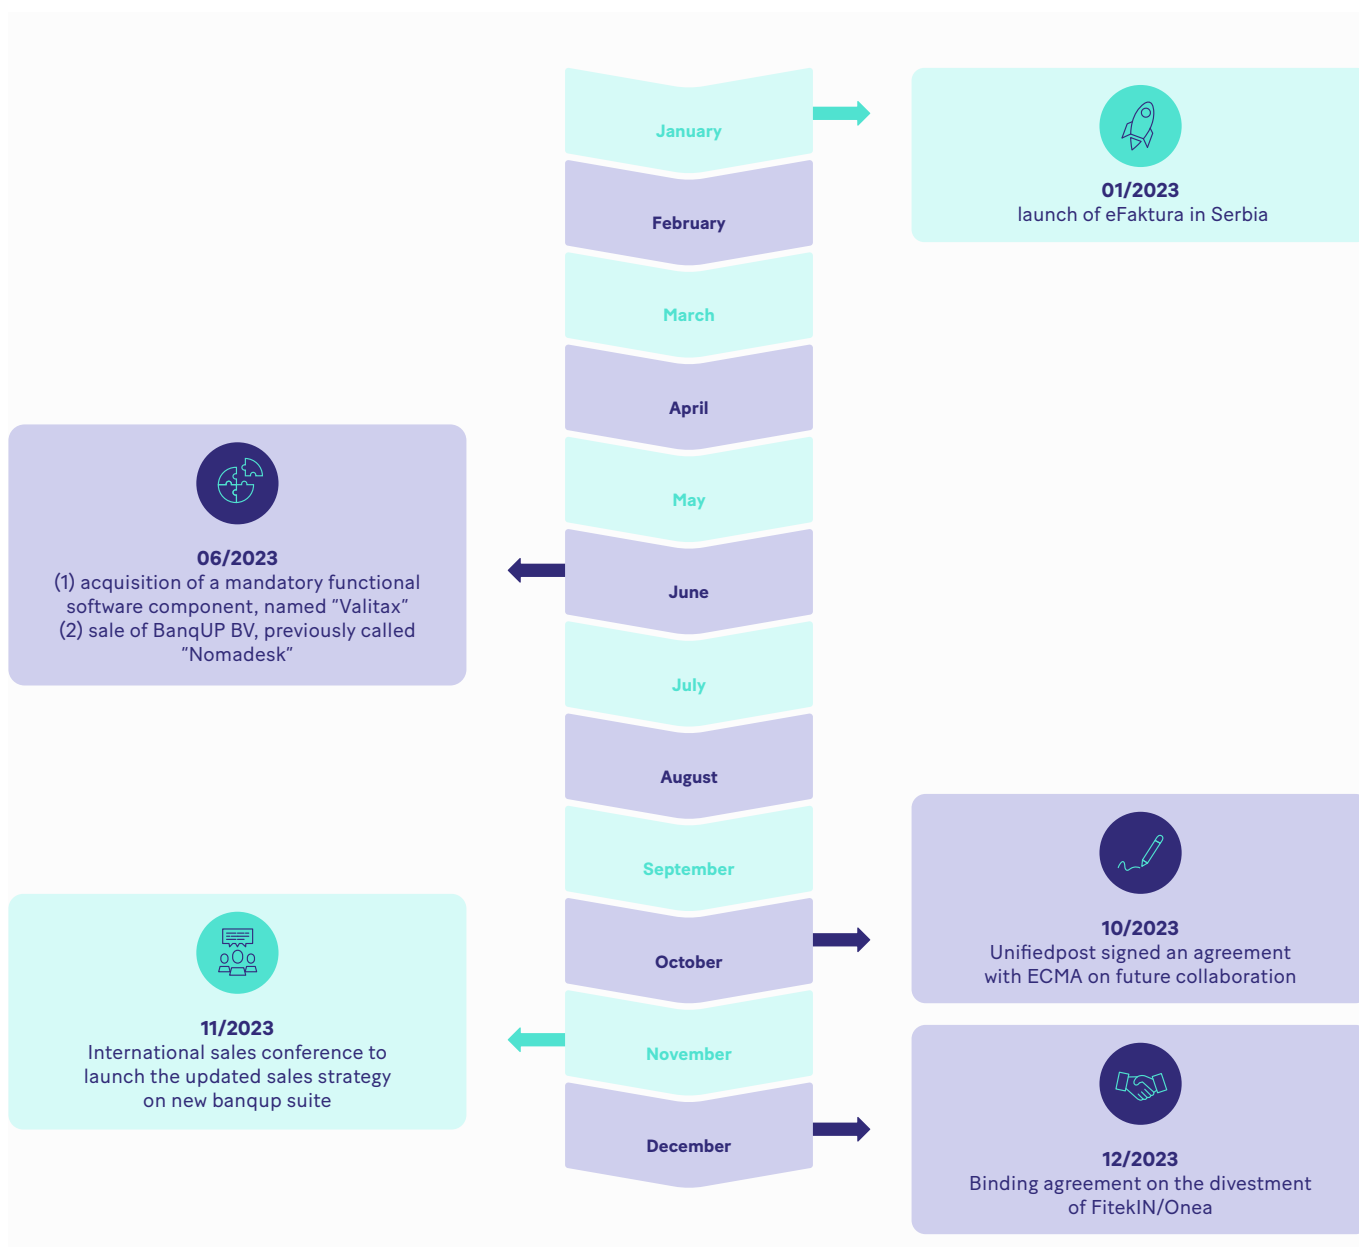 January
01/2023
launch of eFaktura in Serbia
February
March
April
May
06/2023
(1) acquisition of a mandatory functional
software component, named "Valitax"
(2) sale of BanqUP BV, previously called
"Nomadesk"
June
July
August
September
10/2023
Unifiedpost signed an agreement
with ECMA on future collaboration
October
11/2023
International sales conference to
launch the updated sales strategy
on new banqup suite
November
December
12/2023
Binding agreement on the divestment
of FitekIN/Onea